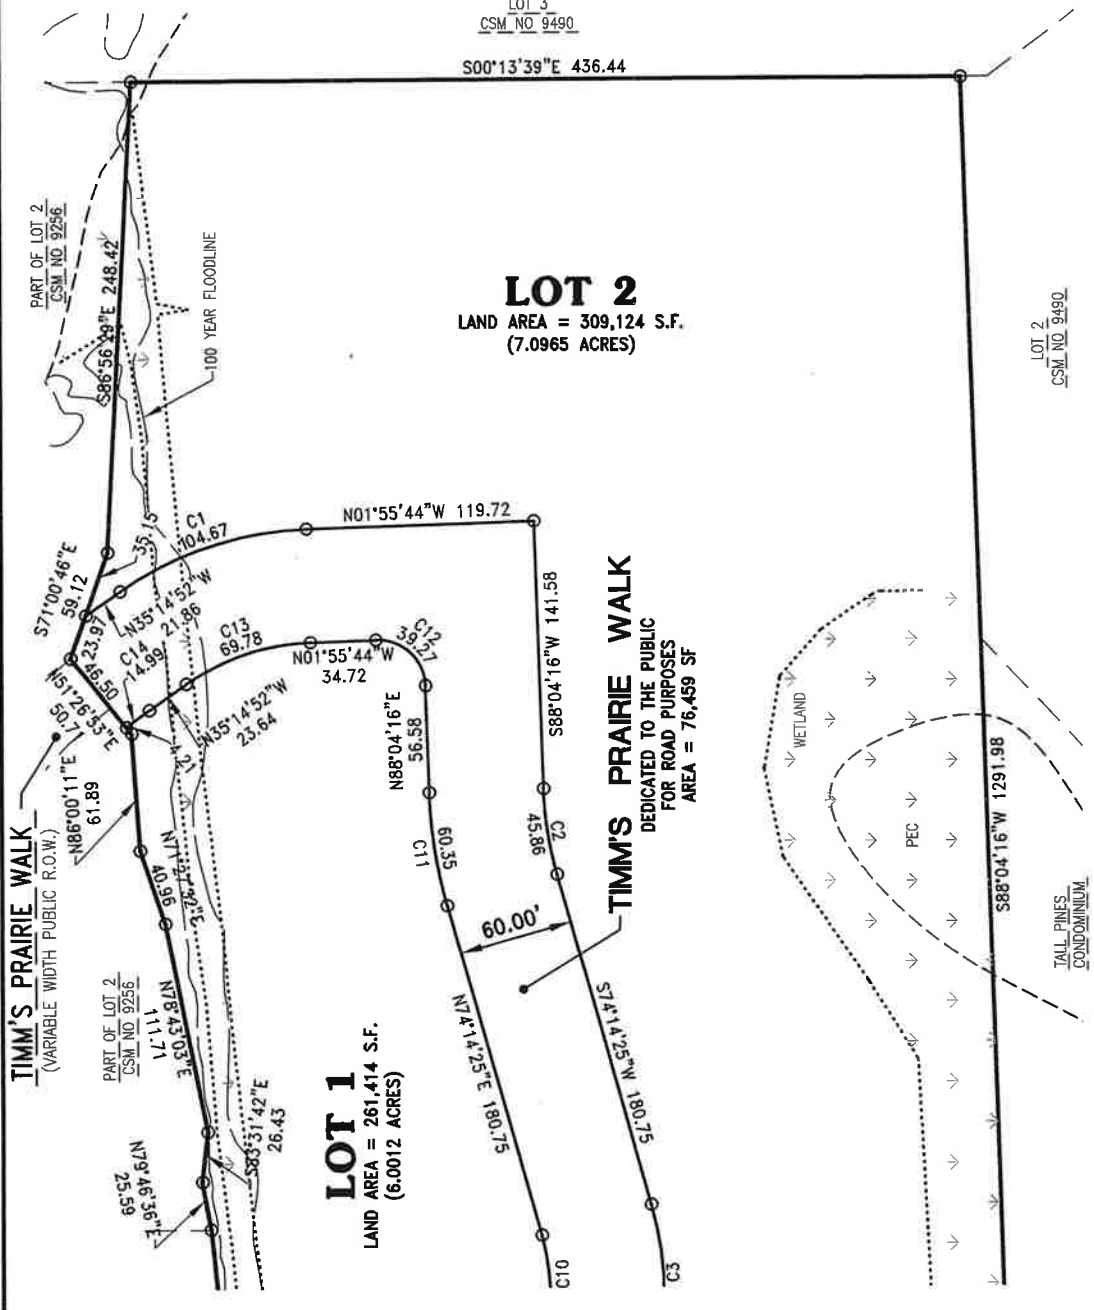 LOT 3
CSM NO 9490
S00°13'39"E 436.44
PART OF LOT 2
CSM NO 9256
S86°56'29"E 248.42
100 YEAR FLOODLINE
LOT 2
LAND AREA = 309,124 S.F.
(7.0965 ACRES)
LOT 2
CSM NO 9490
N01°55'44"W 119.72
C1
104.67
35.15
S71°00'46"E
59.12
23.97
N35°14'52"W
21.86
C14
14.99
46.50
N51°26'53"E
50.71
4.21
C13
69.78
N01°55'44"W
34.72
C12
39.27
N35°14'52"W
23.64
N88°04'16"E
56.58
S88°04'16"W 141.58
N86°00'11"E
61.89
TIMM'S PRAIRIE WALK
(VARIABLE WIDTH PUBLIC R.O.W.)
40.96
C11
60.35
C2
45.86
60.00'
TIMM'S PRAIRIE WALK
DEDICATED TO THE PUBLIC
FOR ROAD PURPOSES
AREA = 76,459 SF
WETLAND
PEC
S88°04'16"W 1291.98
TALL PINES
CONDOMINIUM
PART OF LOT 2
CSM NO 9256
N78°43'03"E
111.71
S83°31'42"E
26.43
N79°46'36"E
25.59
LOT 1
LAND AREA = 261,414 S.F.
(6.0012 ACRES)
N74°14'25"E 180.75
S74°14'25"W 180.75
C10
C3